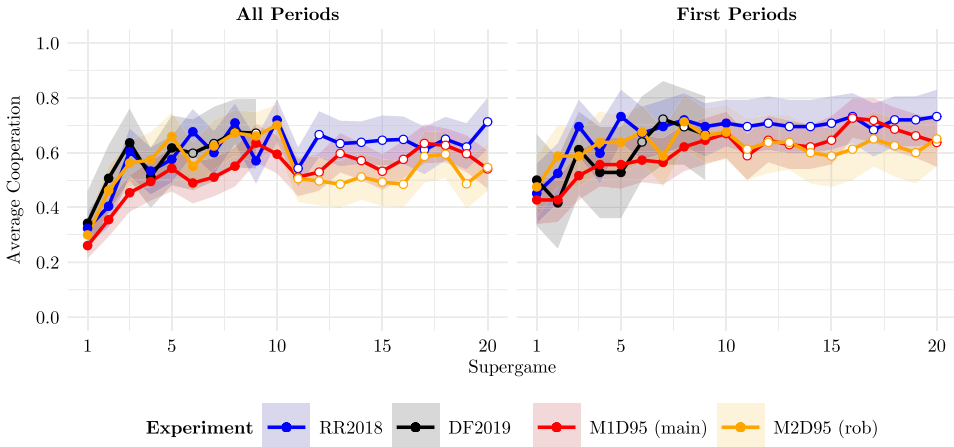 All Periods
First Periods
Average Cooperation
1.0
0.8
0.6
0.4
0.2
0.0
1 5 10 15 20
1 5 10 15 20
Supergame
Experiment RR2018 DF2019 M1D95 (main) M2D95 (rob)